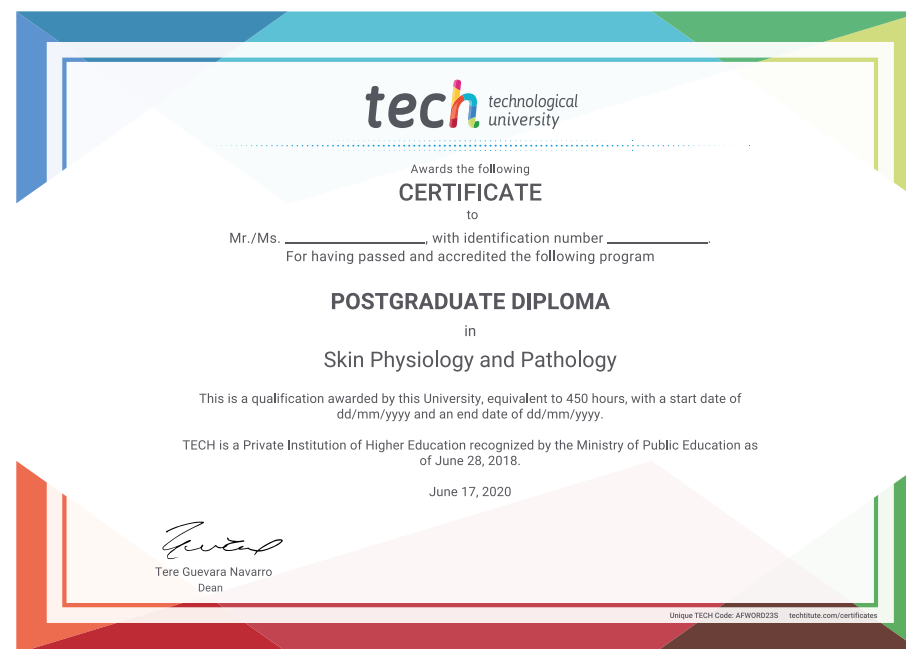 tech technological
university
Awards the following
CERTIFICATE
to
Mr./Ms. ____________________, with identification number ______________.
For having passed and accredited the following program
POSTGRADUATE DIPLOMA
in
Skin Physiology and Pathology
This is a qualification awarded by this University, equivalent to 450 hours, with a start date of
dd/mm/yyyy and an end date of dd/mm/yyyy.
TECH is a Private Institution of Higher Education recognized by the Ministry of Public Education as
of June 28, 2018.
June 17, 2020
Tere Guevara Navarro
Dean
Unique TECH Code: AFWORD23S techtitute.com/certificates